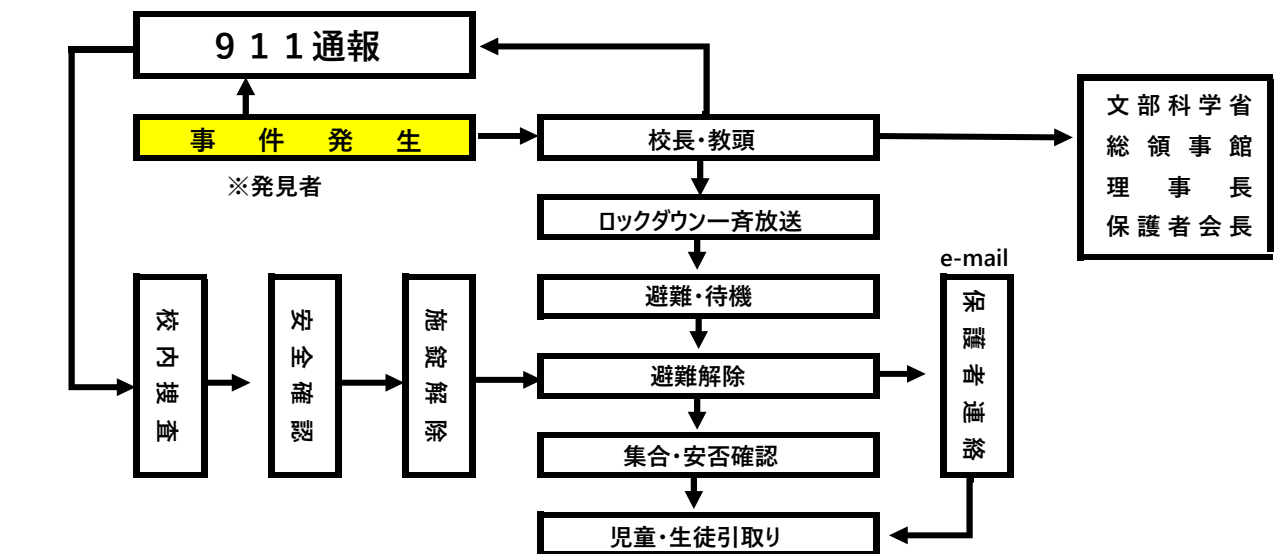 ９１１通報
事件発生
※発見者
校長・教頭
文部科学省
総領事館
理事長
保護者会長
ロックダウン一斉放送
e-mail
避難・待機
校内捜査
安全確認
施錠解除
避難解除
保護者連絡
集合・安否確認
児童・生徒引取り